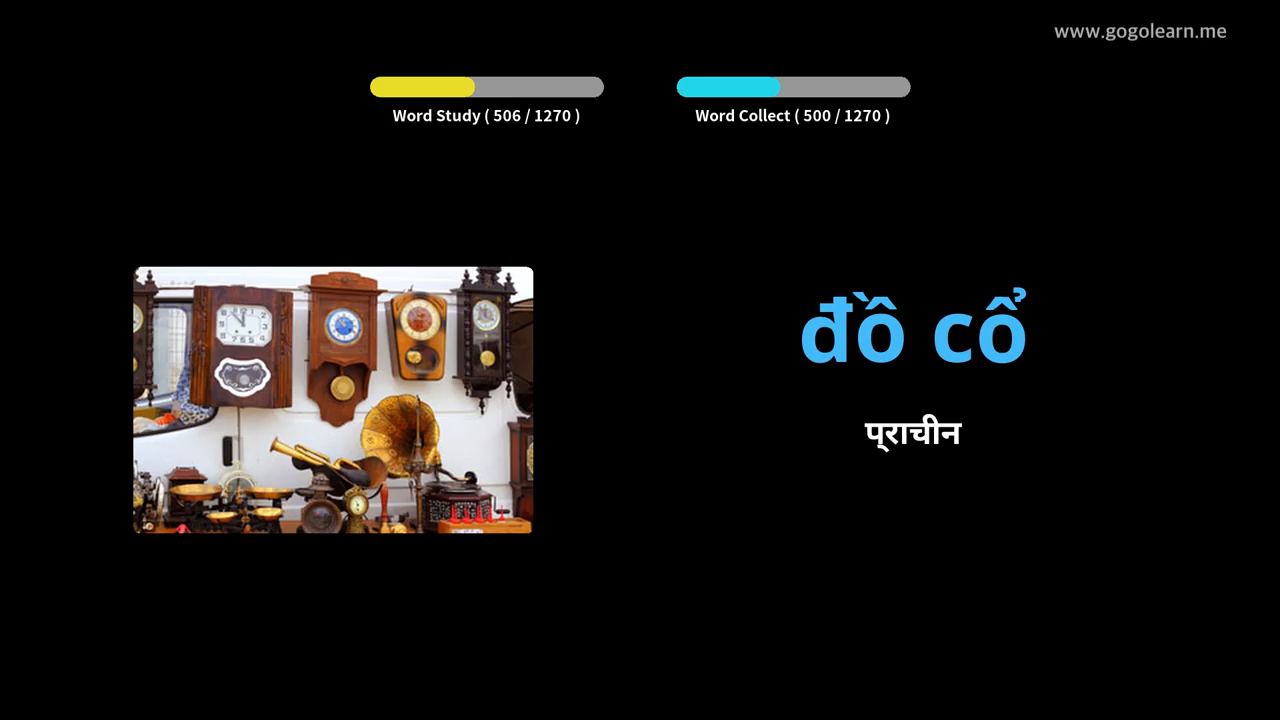 www.gogolearn.me
Word Study ( 506 / 1270 )
Word Collect ( 500 / 1270 )
đồ cổ
प्राचीन